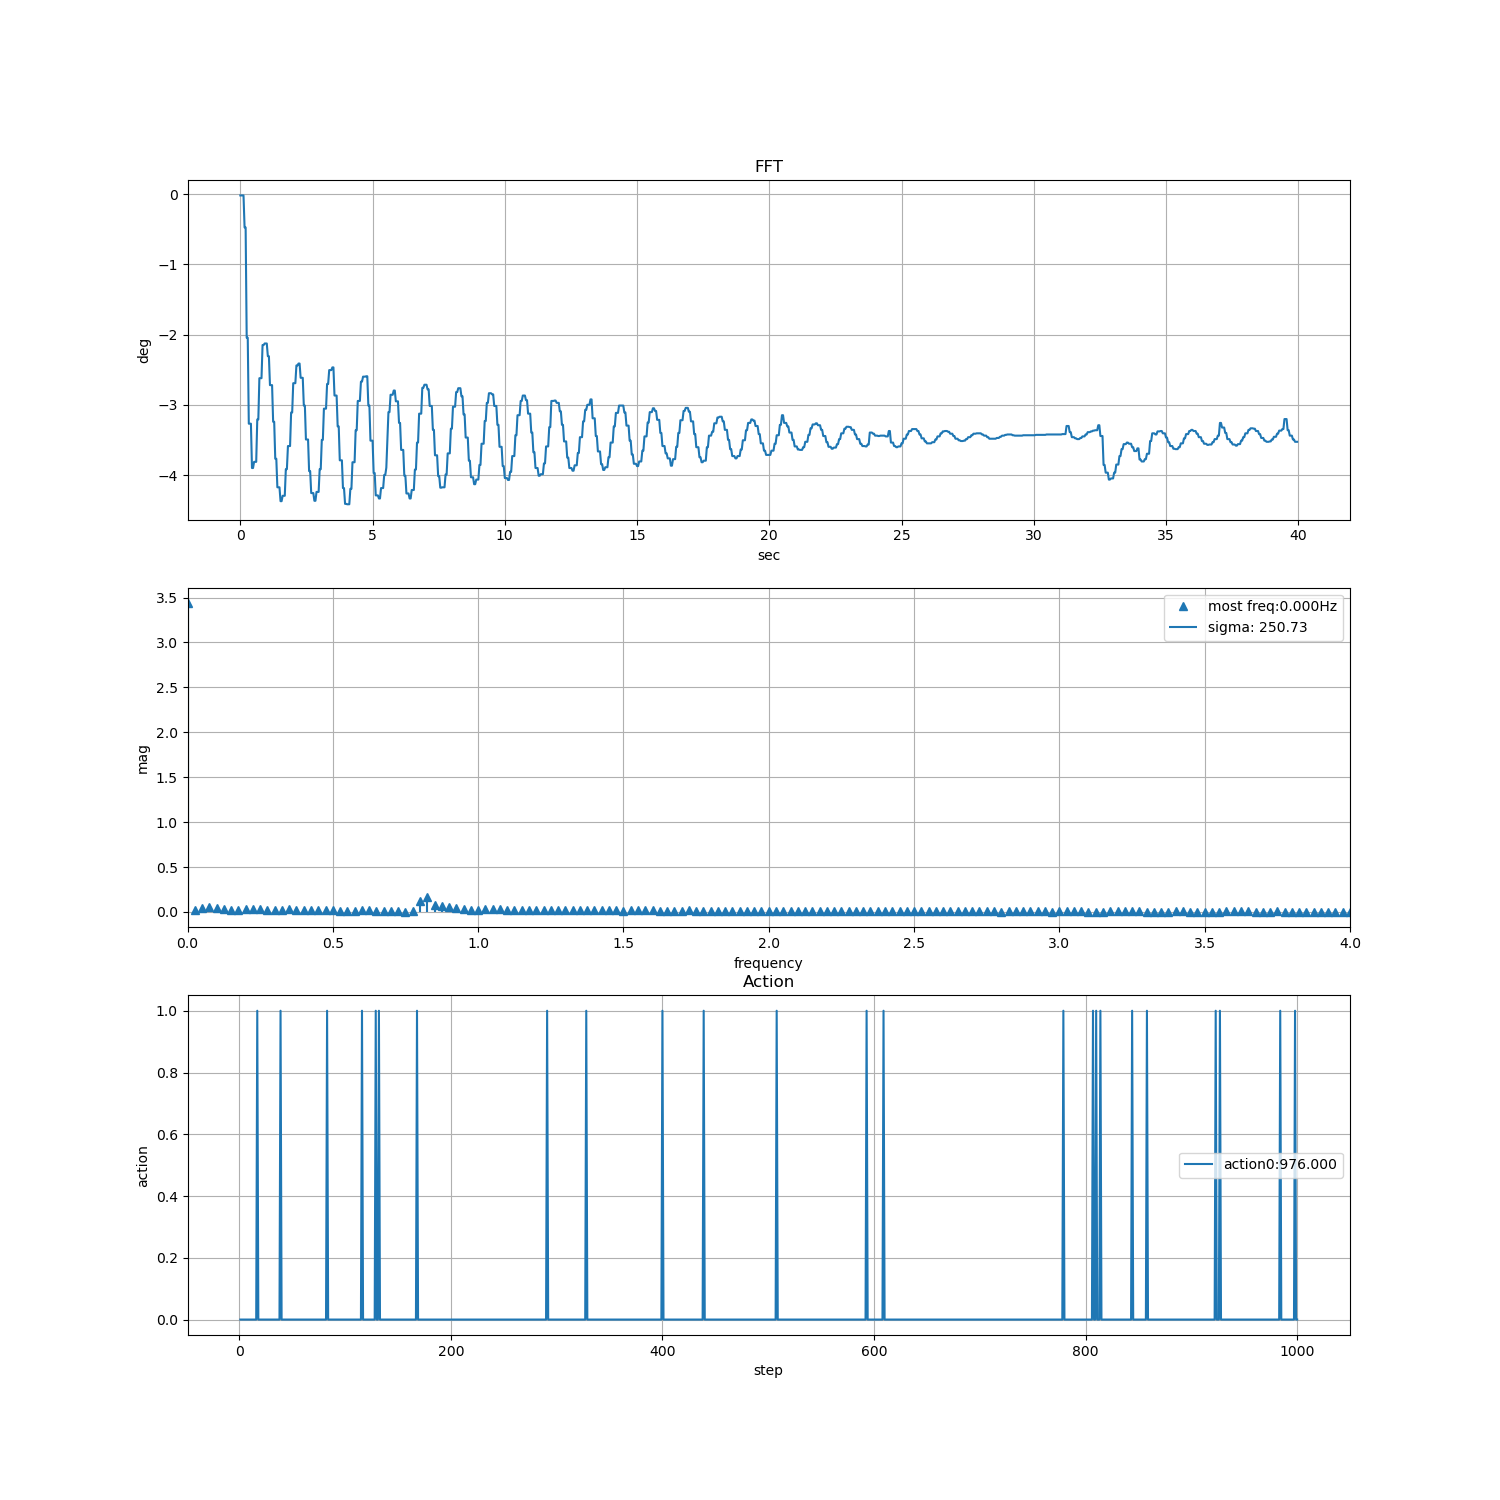 FFT
0
−1
−2
−3
−4
deg
0 5 10 15 20 25 30 35 40
sec
3.5
3.0
2.5
2.0
1.5
1.0
0.5
0.0
mag
most freq:0.000Hz
sigma: 250.73
0.0 0.5 1.0 1.5 2.0 2.5 3.0 3.5 4.0
frequency
Action
1.0
0.8
0.6
0.4
0.2
0.0
action
action0:976.000
0 200 400 600 800 1000
step